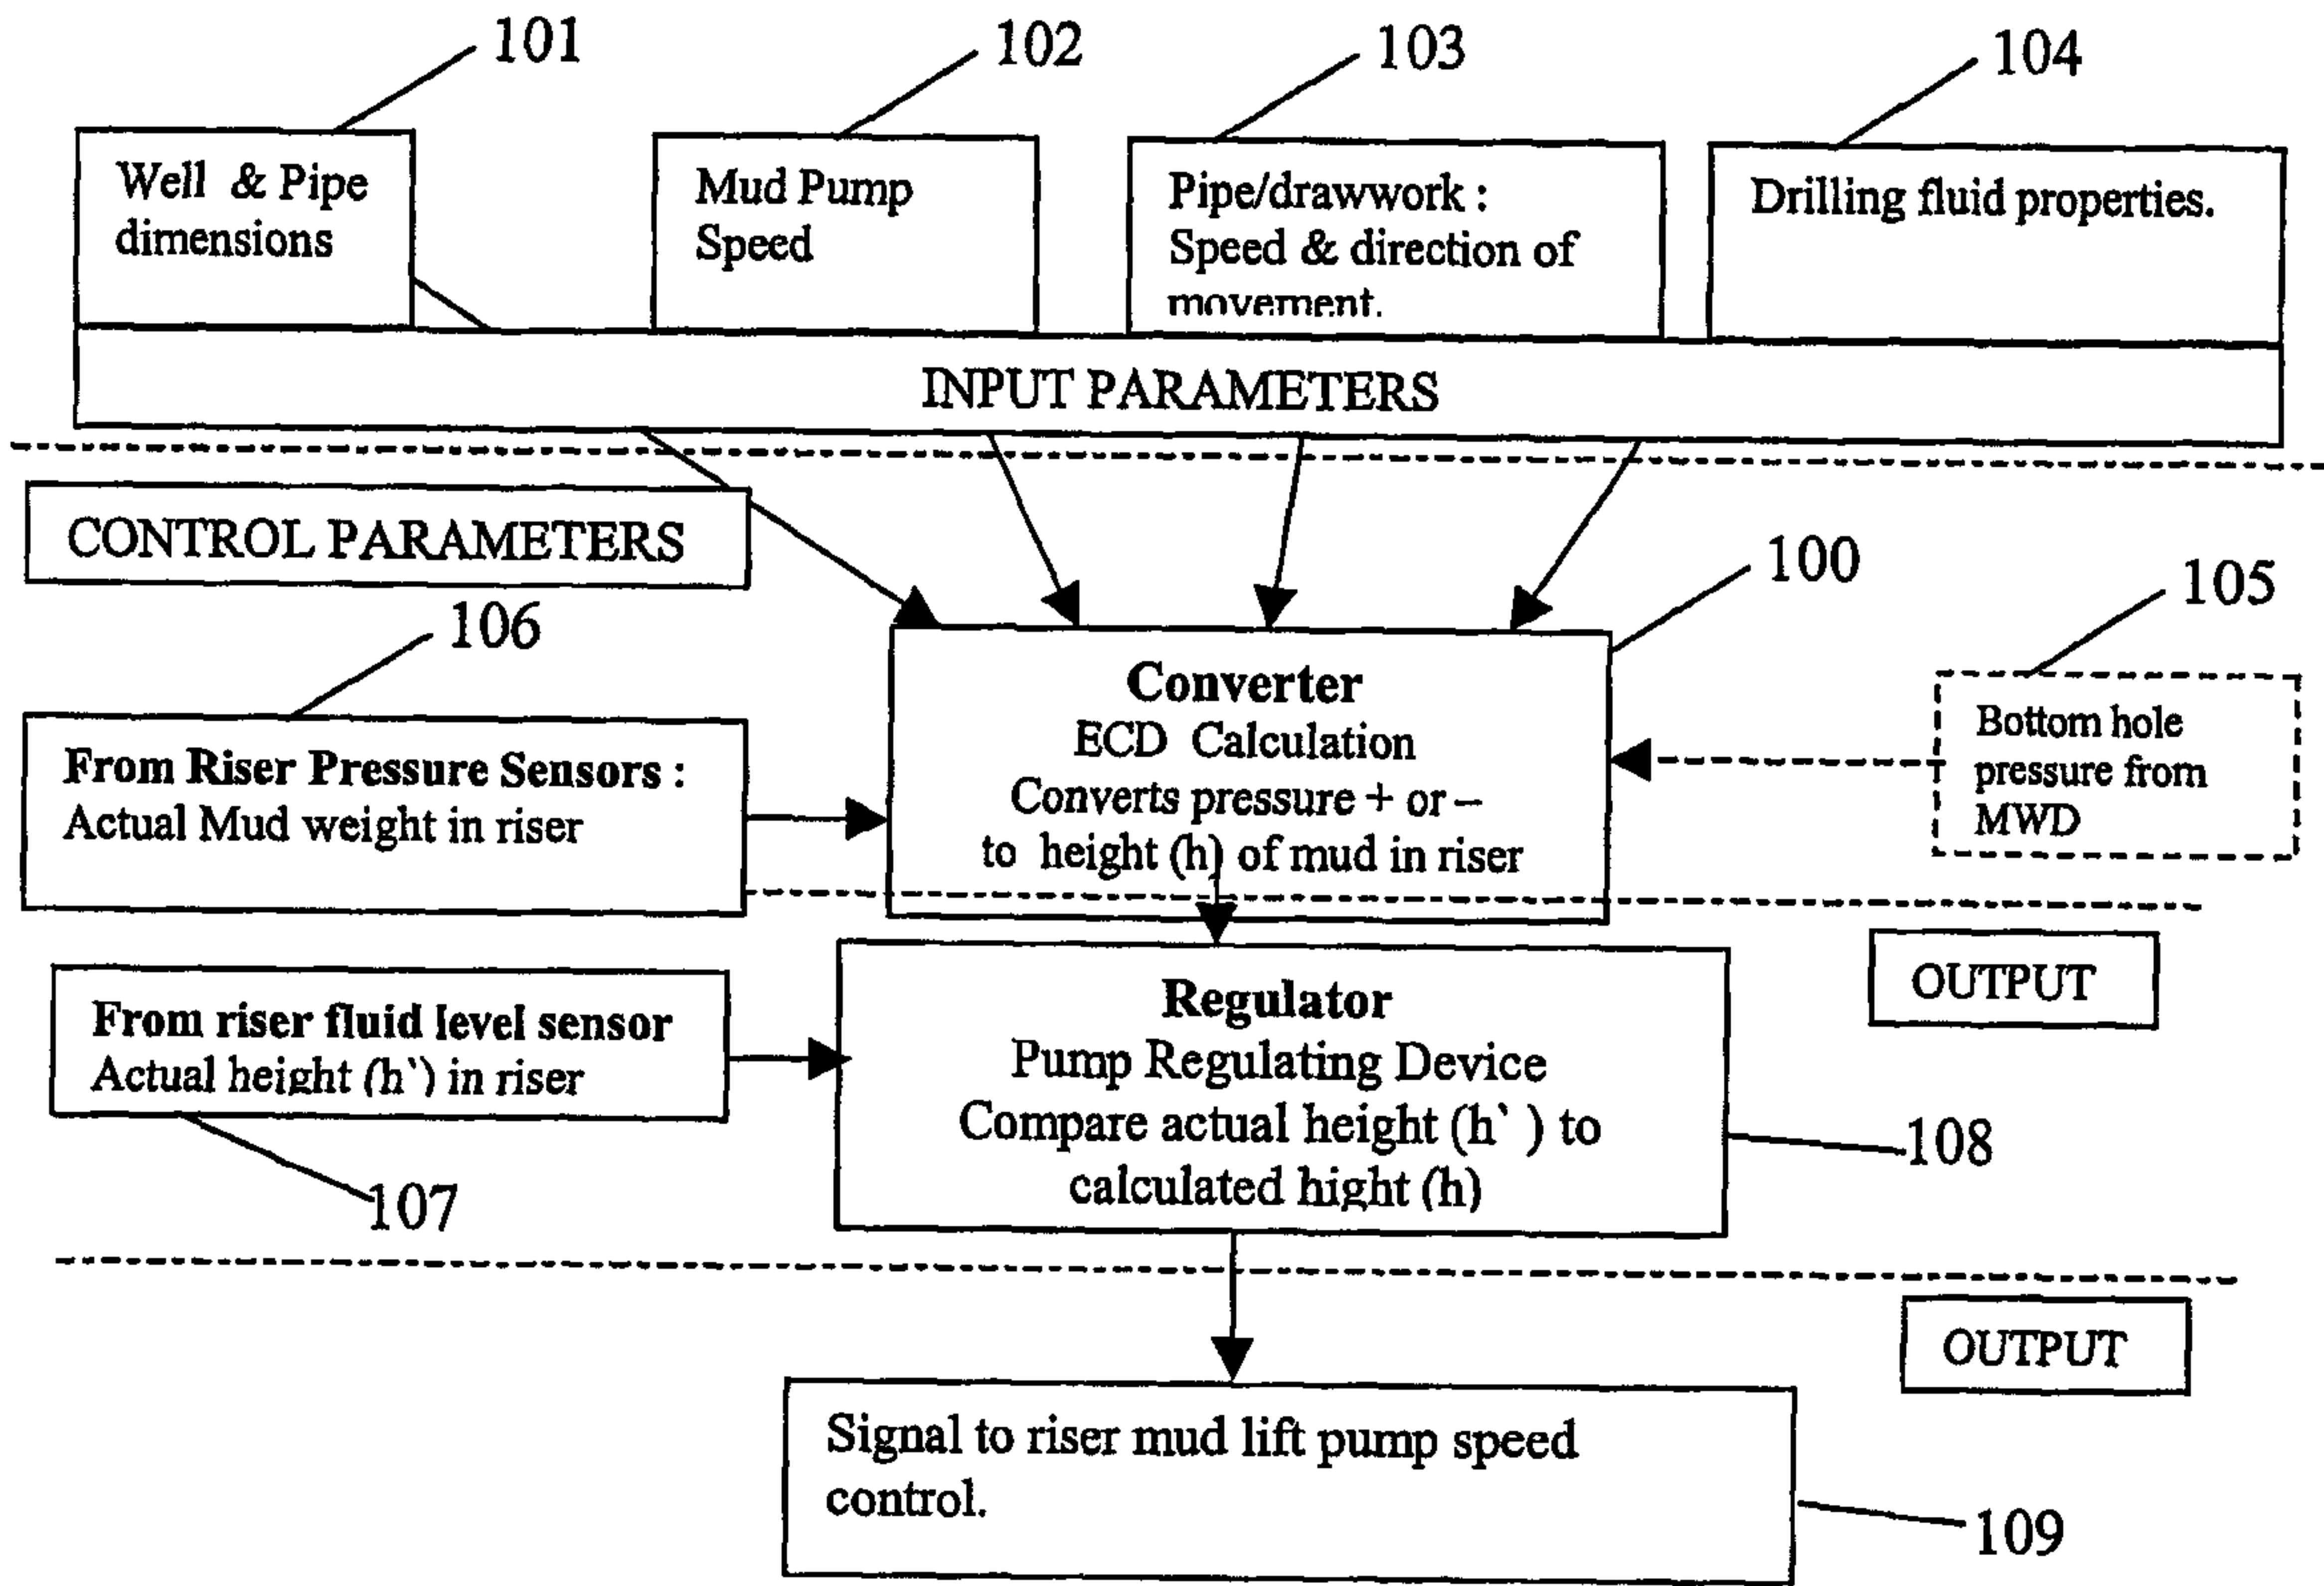 101
102
103
104
Well & Pipe
dimensions
Mud Pump
Speed
Pipe/drawwork :
Speed & direction of
movement.
Drilling fluid properties.
INPUT PARAMETERS
CONTROL PARAMETERS
100
105
106
Converter
ECD Calculation
Converts pressure + or –
to height (h) of mud in riser
Bottom hole
pressure from
MWD
From Riser Pressure Sensors :
Actual Mud weight in riser
OUTPUT
From riser fluid level sensor
Actual height (h`) in riser
107
Regulator
Pump Regulating Device
Compare actual height (h` ) to
calculated hight (h)
108
OUTPUT
Signal to riser mud lift pump speed
control.
109